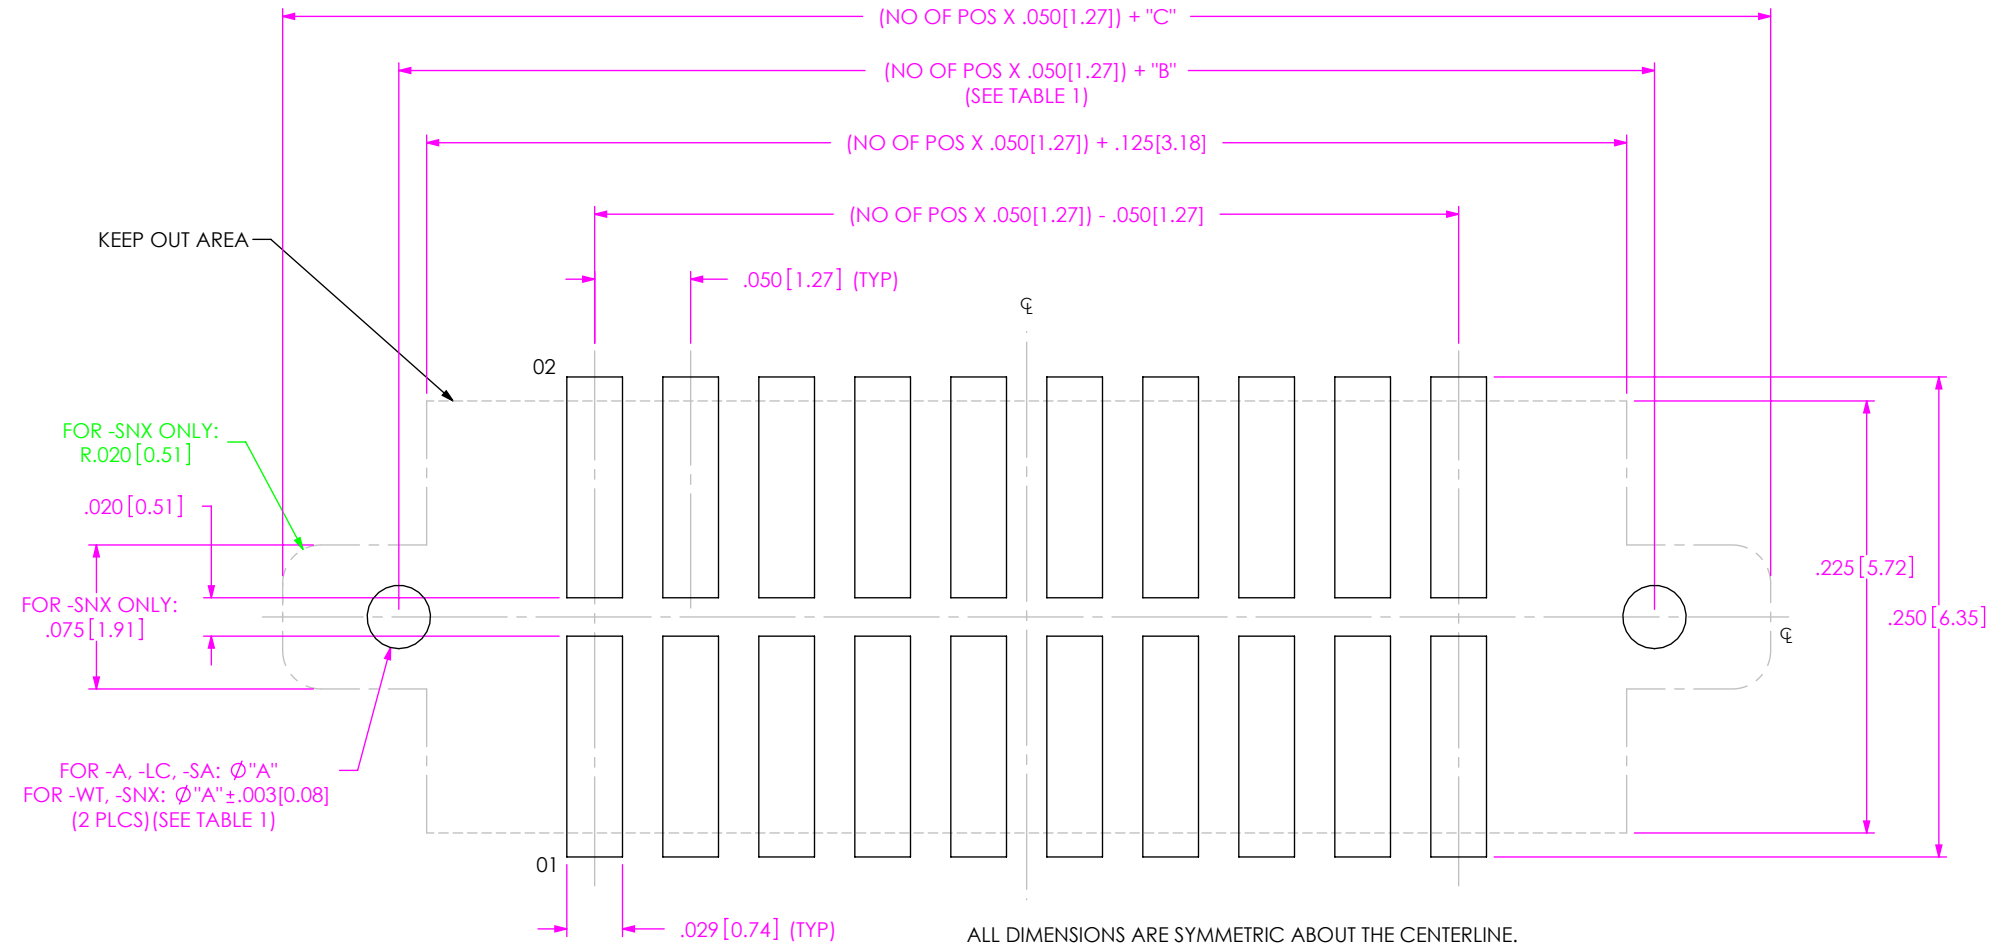 (NO OF POS X .050[1.27]) + "C"
(NO OF POS X .050[1.27]) + "B"
(SEE TABLE 1)
(NO OF POS X .050[1.27]) + .125[3.18]
(NO OF POS X .050[1.27]) - .050[1.27]
KEEP OUT AREA
.050[1.27] (TYP)
℄
02
FOR -SNX ONLY:
R.020[0.51]
.020[0.51]
.225[5.72]
FOR -SNX ONLY:
.075[1.91]
.250[6.35]
℄
FOR -A, -LC, -SA: Ø"A"
FOR -WT, -SNX: Ø"A"±.003[0.08]
(2 PLCS)(SEE TABLE 1)
01
.029[0.74] (TYP)
ALL DIMENSIONS ARE SYMMETRIC ABOUT THE CENTERLINE.